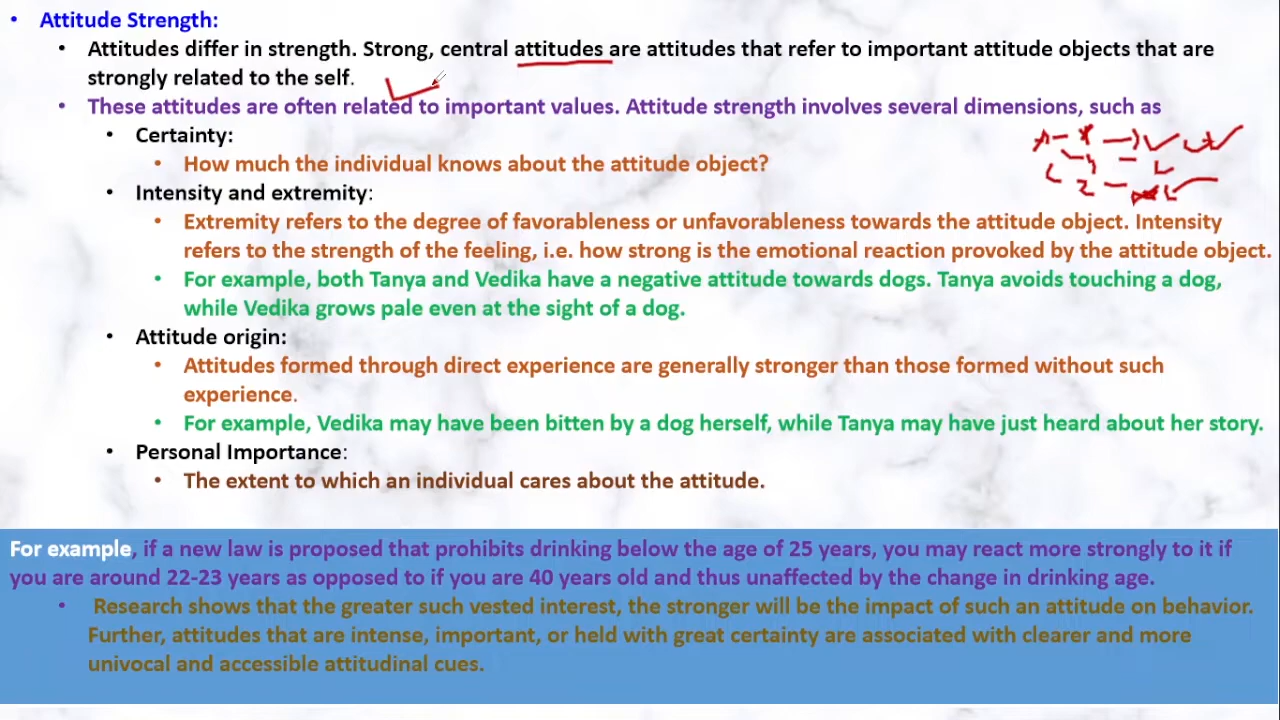 • Attitude Strength:
• Attitudes differ in strength. Strong, central attitudes are attitudes that refer to important attitude objects that are
strongly related to the self.
• These attitudes are often related to important values. Attitude strength involves several dimensions, such as
• Certainty:
• How much the individual knows about the attitude object?
• Intensity and extremity:
• Extremity refers to the degree of favorableness or unfavorableness towards the attitude object. Intensity
refers to the strength of the feeling, i.e. how strong is the emotional reaction provoked by the attitude object.
• For example, both Tanya and Vedika have a negative attitude towards dogs. Tanya avoids touching a dog,
while Vedika grows pale even at the sight of a dog.
• Attitude origin:
• Attitudes formed through direct experience are generally stronger than those formed without such
experience.
• For example, Vedika may have been bitten by a dog herself, while Tanya may have just heard about her story.
• Personal Importance:
• The extent to which an individual cares about the attitude.
For example, if a new law is proposed that prohibits drinking below the age of 25 years, you may react more strongly to it if
you are around 22-23 years as opposed to if you are 40 years old and thus unaffected by the change in drinking age.
• Research shows that the greater such vested interest, the stronger will be the impact of such an attitude on behavior.
Further, attitudes that are intense, important, or held with great certainty are associated with clearer and more
univocal and accessible attitudinal cues.